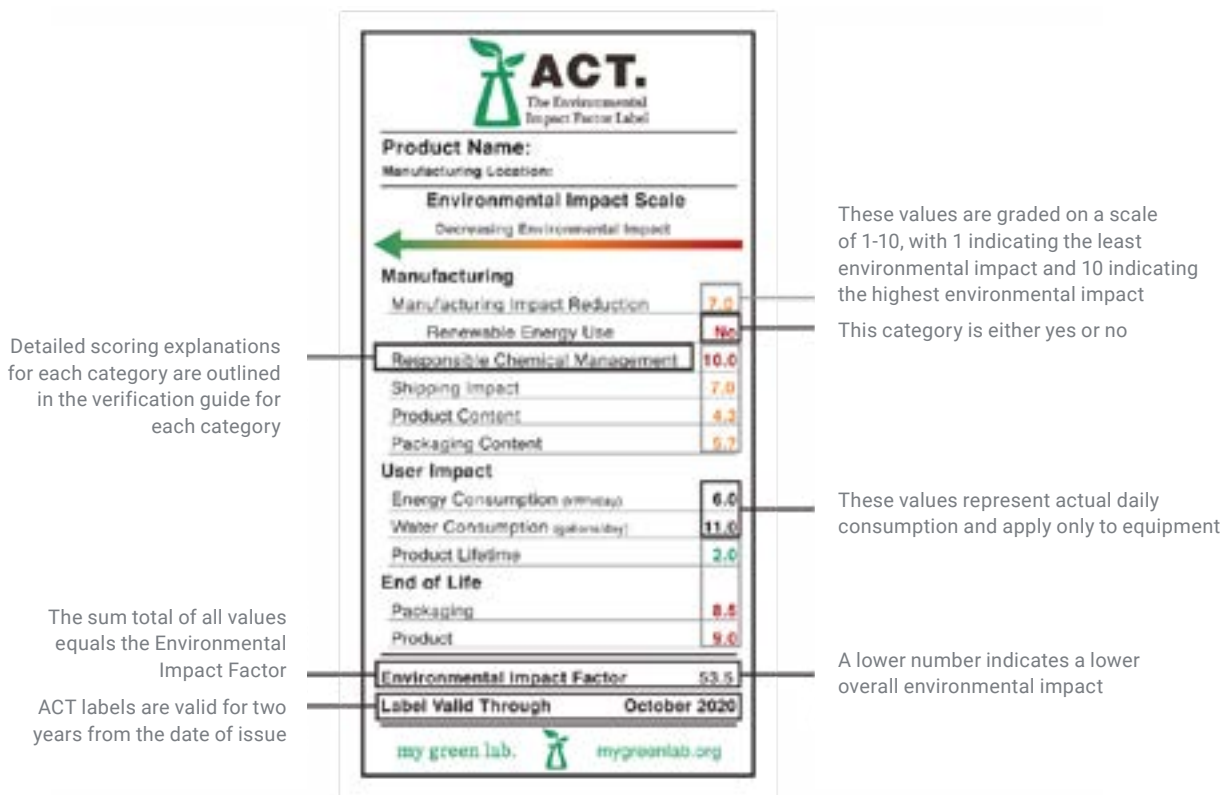 ACT.
The Environmental
Impact Factor Label
Product Name:
Manufacturing Location:
Environmental Impact Scale
Decreasing Environmental Impact
Manufacturing
Manufacturing Impact Reduction 7.0
Renewable Energy Use No
Responsible Chemical Management 10.0
Shipping Impact 7.0
Product Content 4.3
Packaging Content 5.7
User Impact
Energy Consumption (kWh/day) 6.0
Water Consumption (gallons/day) 11.0
Product Lifetime 2.0
End of Life
Packaging 8.5
Product 9.0
Environmental Impact Factor 53.5
Label Valid Through October 2020
my green lab. mygreenlab.org
Detailed scoring explanations
for each category are outlined
in the verification guide for
each category
The sum total of all values
equals the Environmental
Impact Factor
ACT labels are valid for two
years from the date of issue
These values are graded on a scale
of 1-10, with 1 indicating the least
environmental impact and 10 indicating
the highest environmental impact
This category is either yes or no
These values represent actual daily
consumption and apply only to equipment
A lower number indicates a lower
overall environmental impact